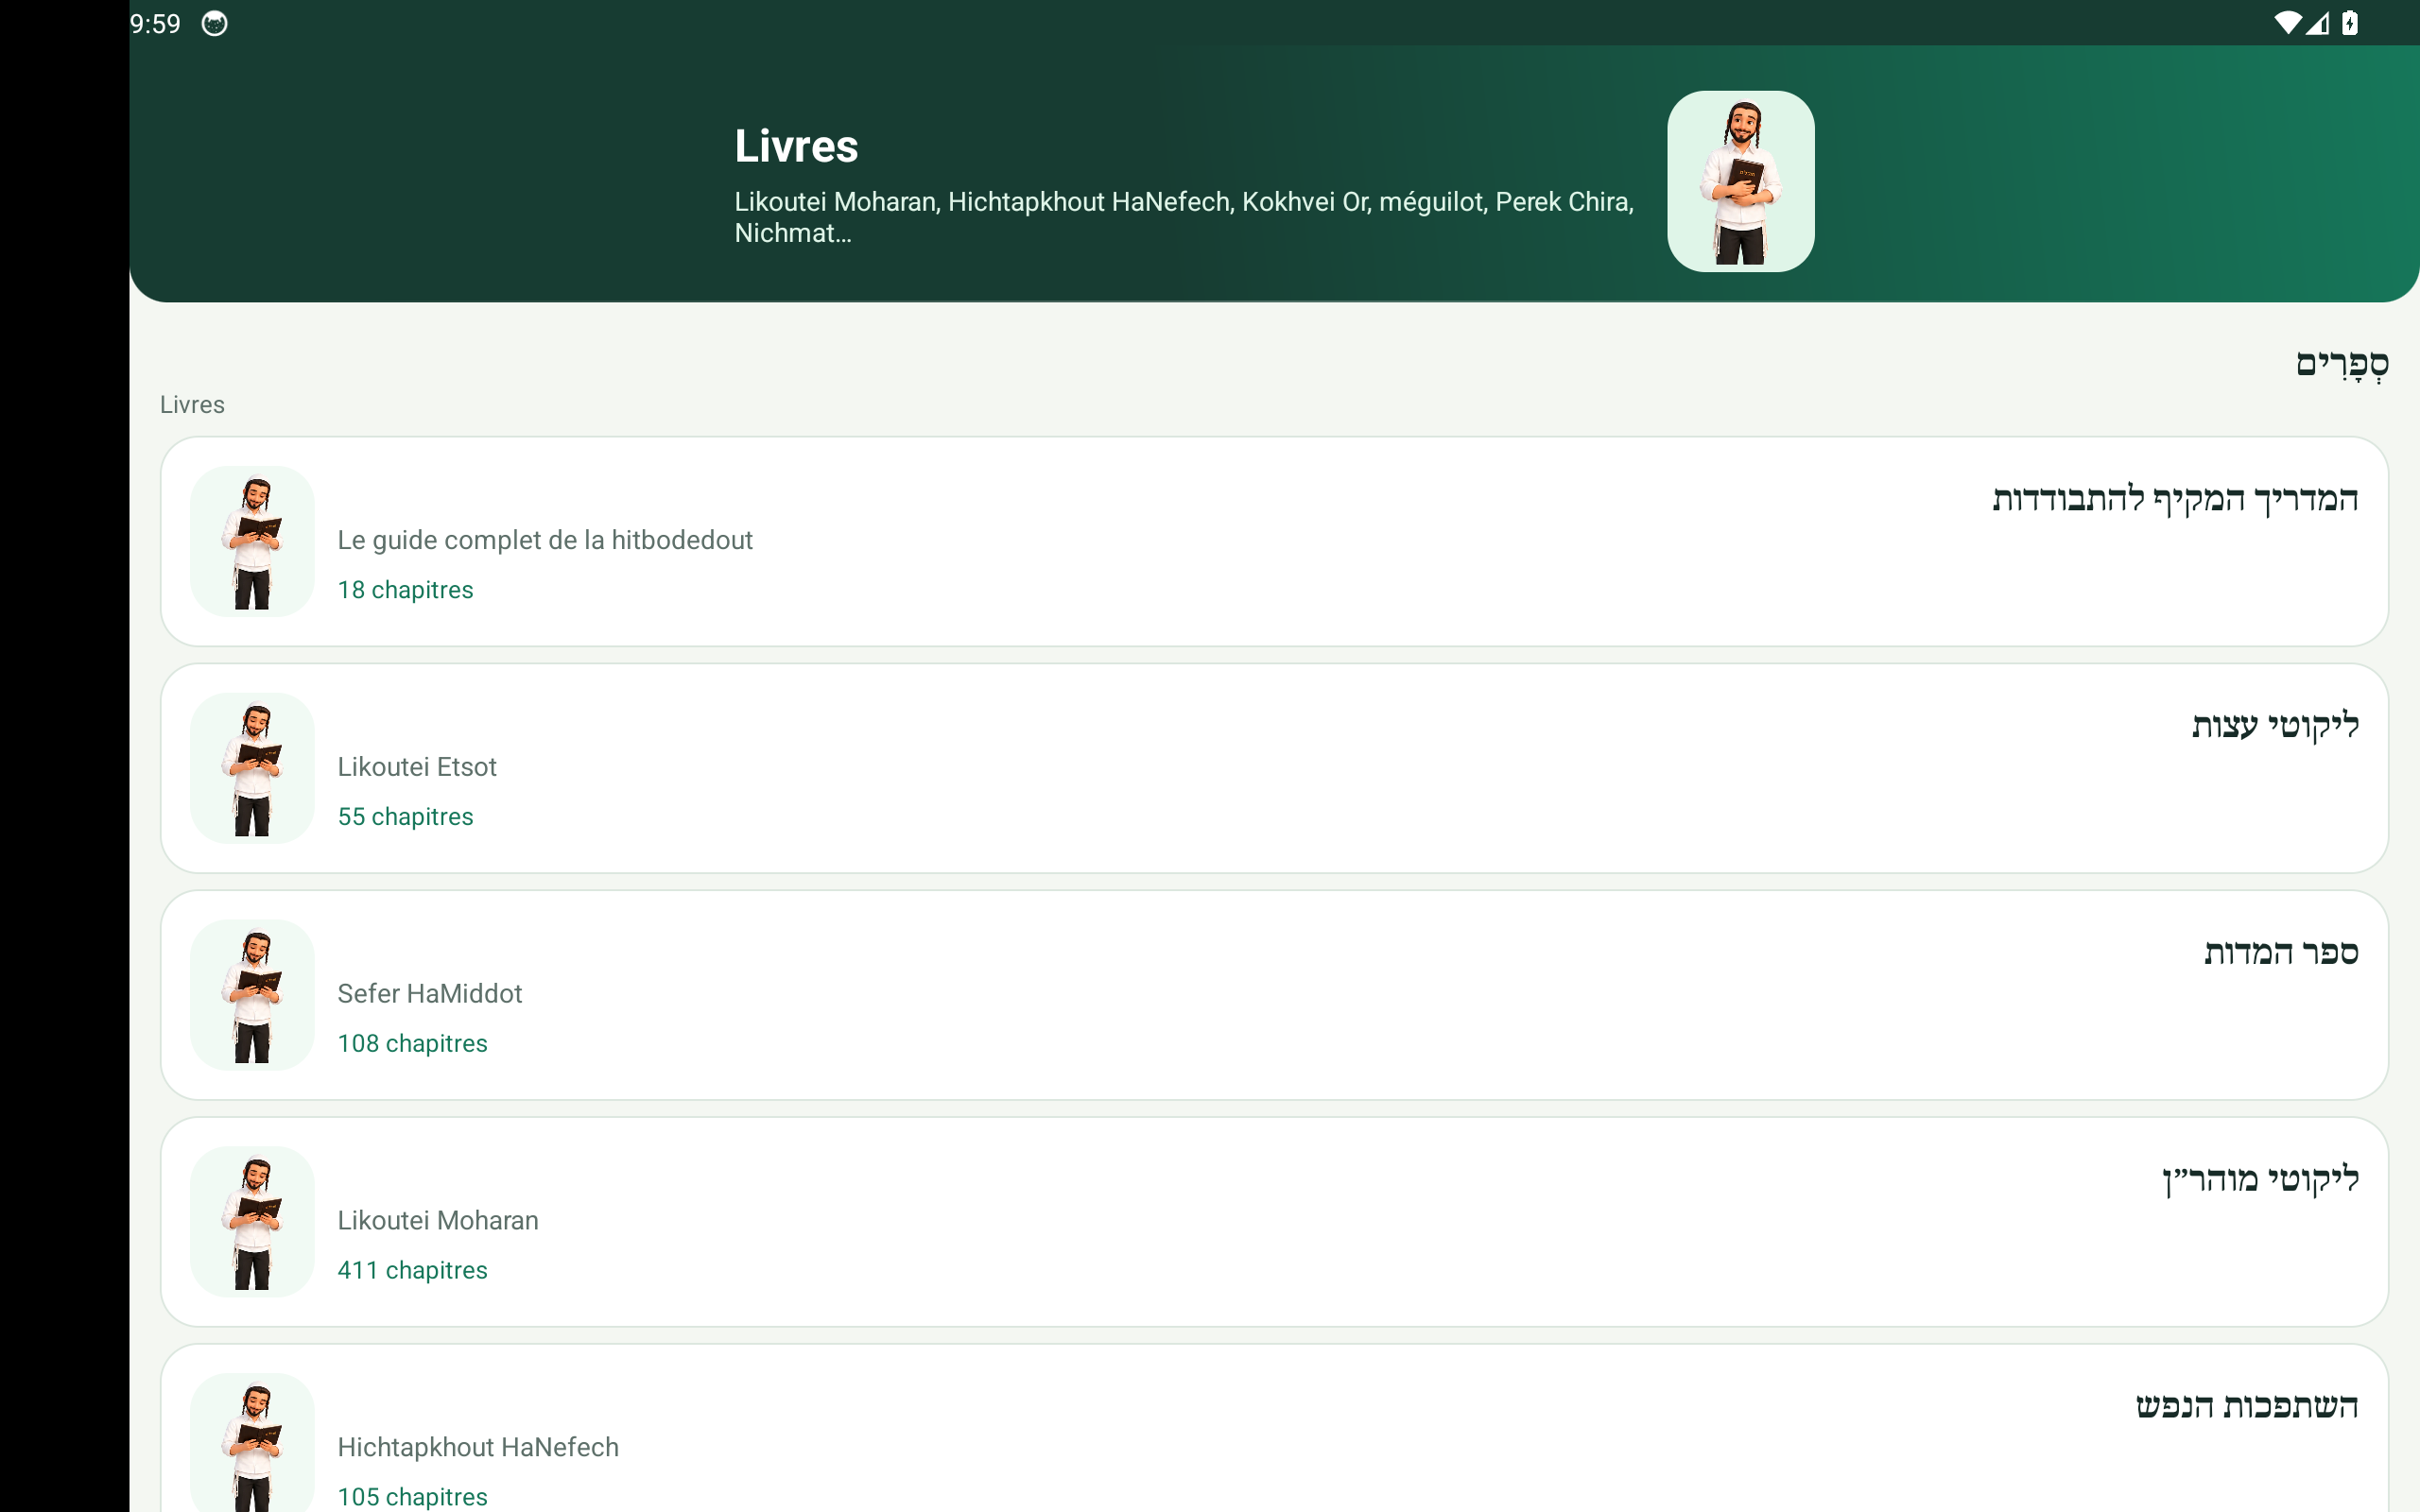 9:59
Livres
Likoutei Moharan, Hichtapkhout HaNefech, Kokhvei Or, méguilot, Perek Chira,
Nichmat…
סְפָרִים
Livres
המדריך המקיף להתבודדות
Le guide complet de la hitbodedout
18 chapitres
ליקוטי עצות
Likoutei Etsot
55 chapitres
ספר המדות
Sefer HaMiddot
108 chapitres
ליקוטי מוהר״ן
Likoutei Moharan
411 chapitres
השתפכות הנפש
Hichtapkhout HaNefech
105 chapitres